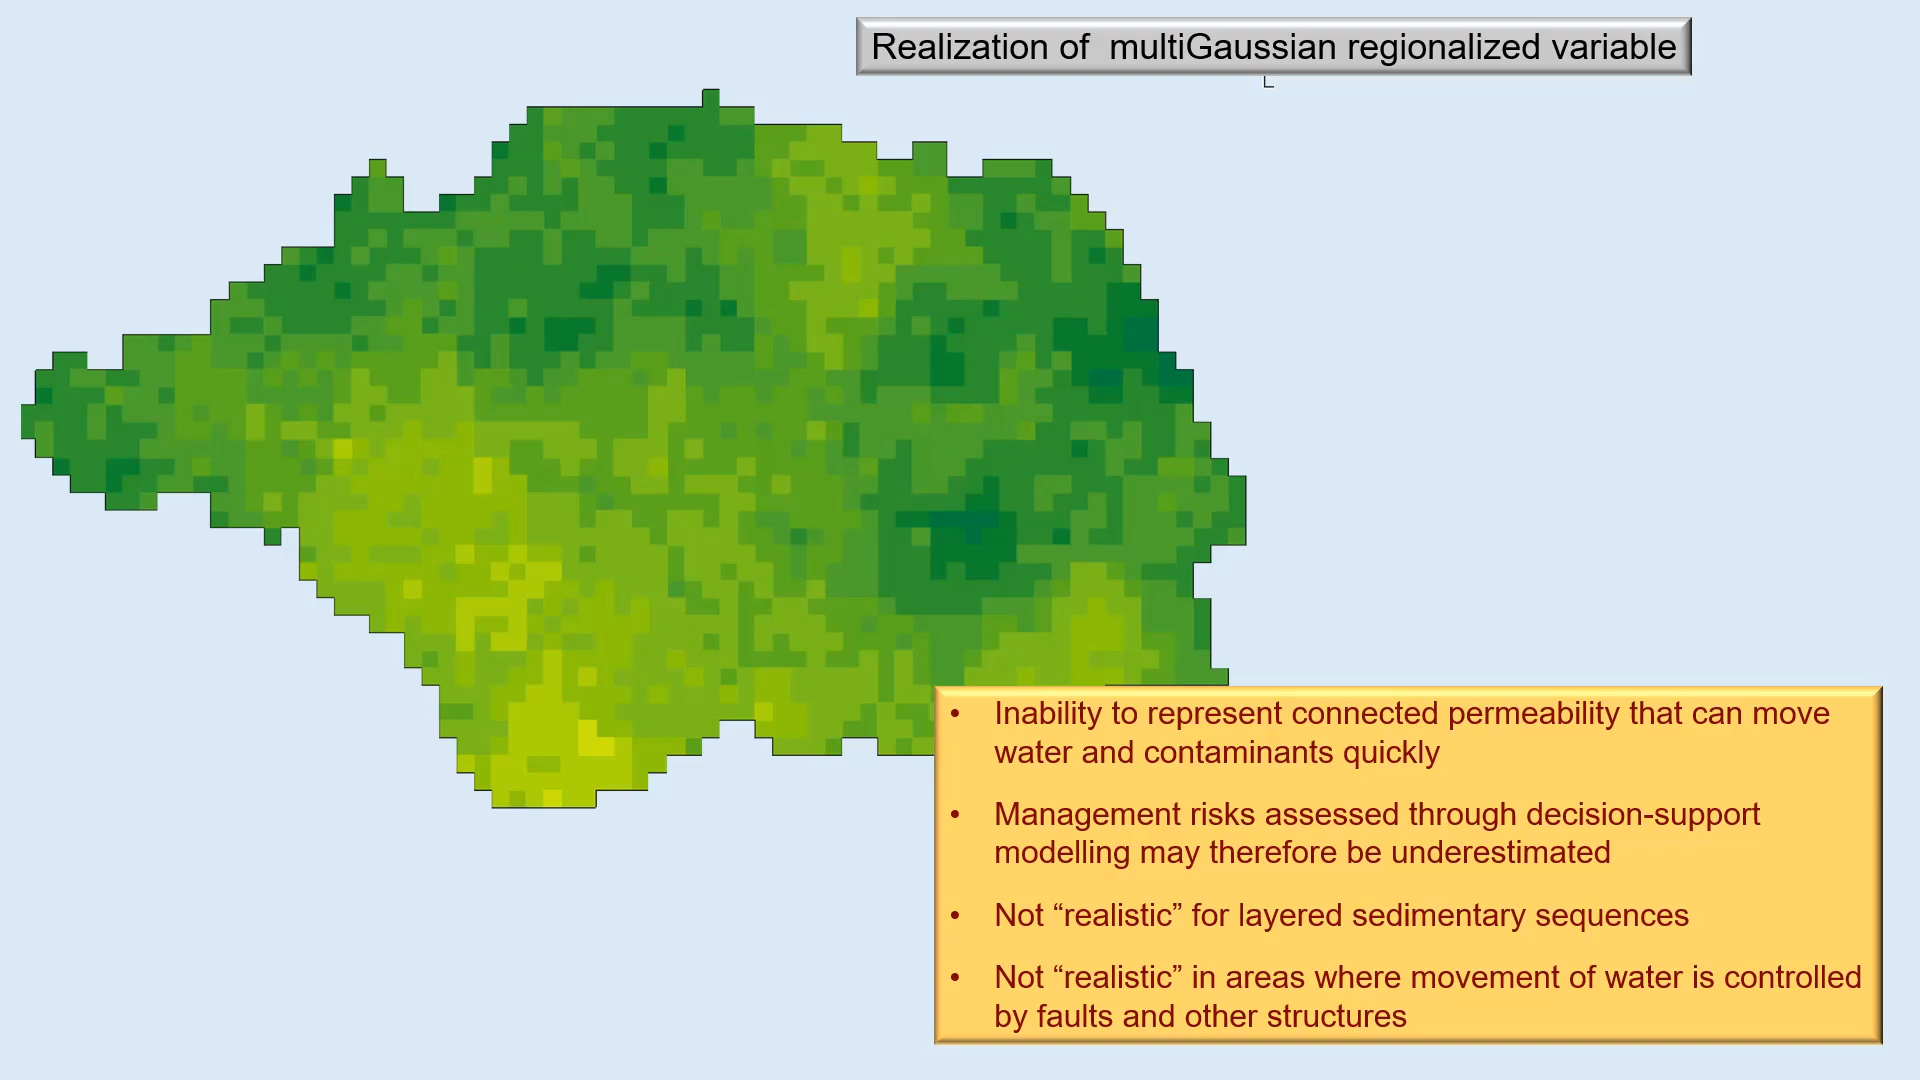 Realization of  multiGaussian regionalized variable
• Inability to represent connected permeability that can move
water and contaminants quickly
• Management risks assessed through decision-support
modelling may therefore be underestimated
• Not “realistic” for layered sedimentary sequences
• Not “realistic” in areas where movement of water is controlled
by faults and other structures